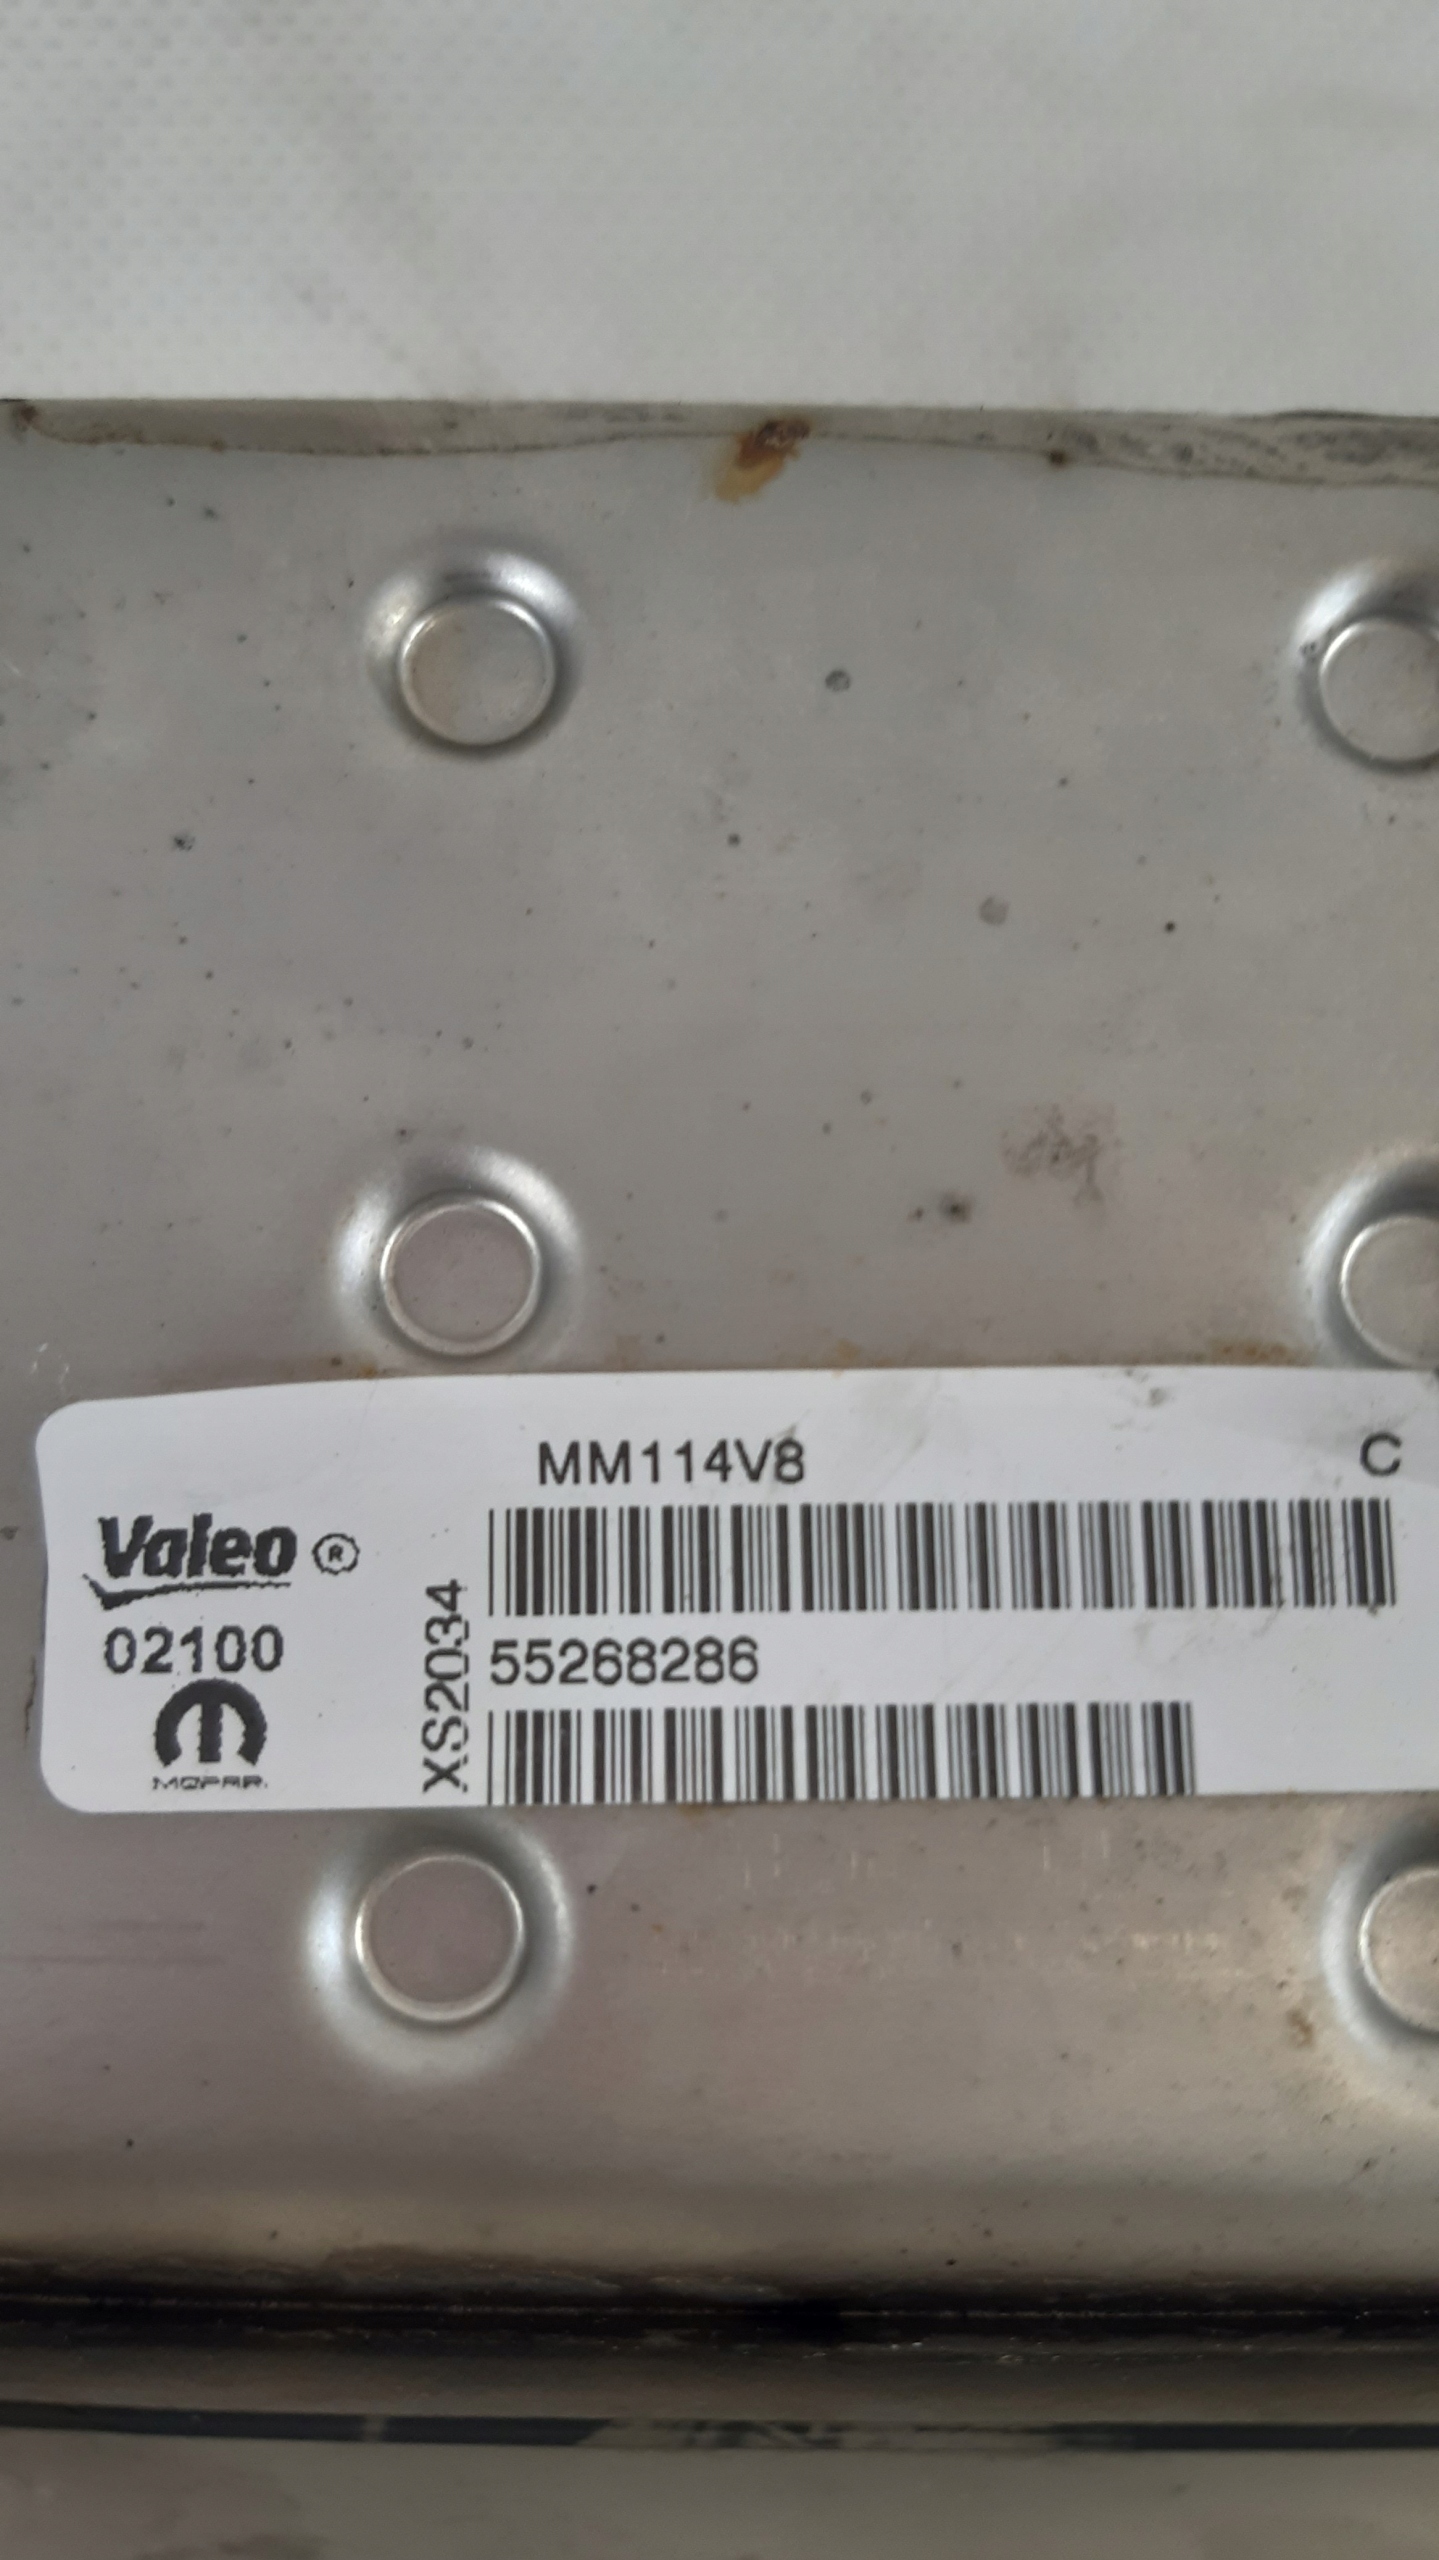 MM114V8 C
Valeo ®
02100
MOPAR.
XS2034
55268286